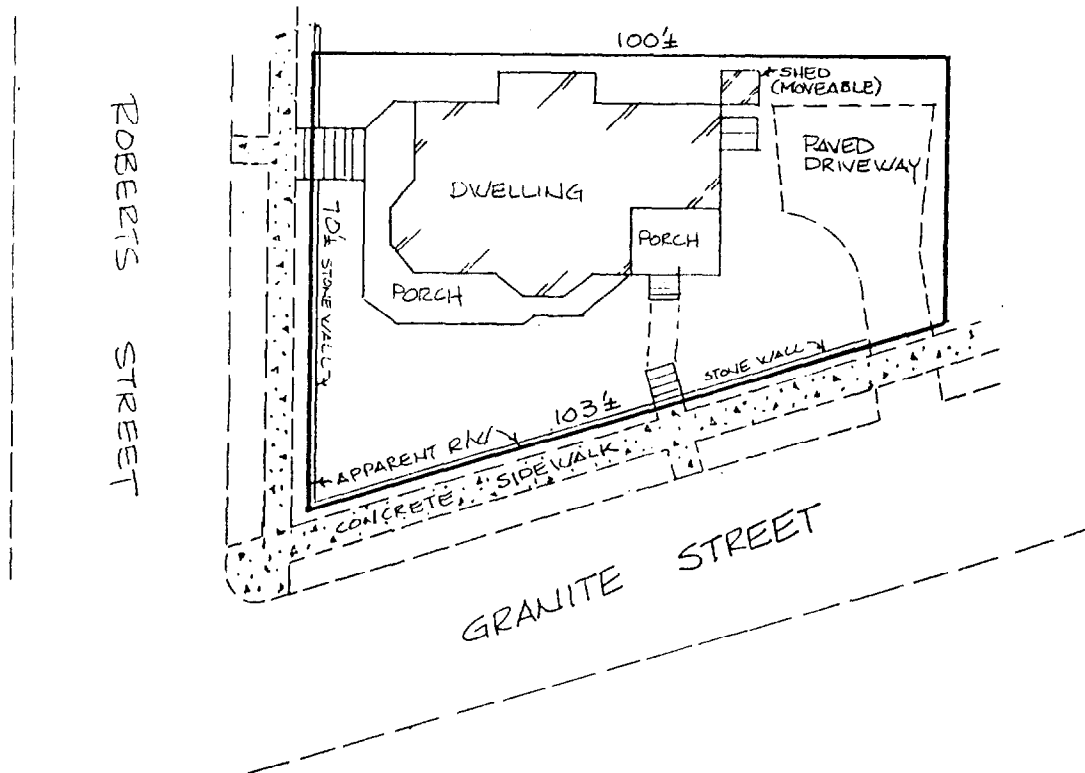 100'±
SHED
(MOVEABLE)
PAVED
DRIVEWAY
ROBERTS STREET
DWELLING
PORCH
70'± STONE WALL
PORCH
STONE WALL
103'±
APPARENT R/W
CONCRETE SIDEWALK
GRANITE STREET